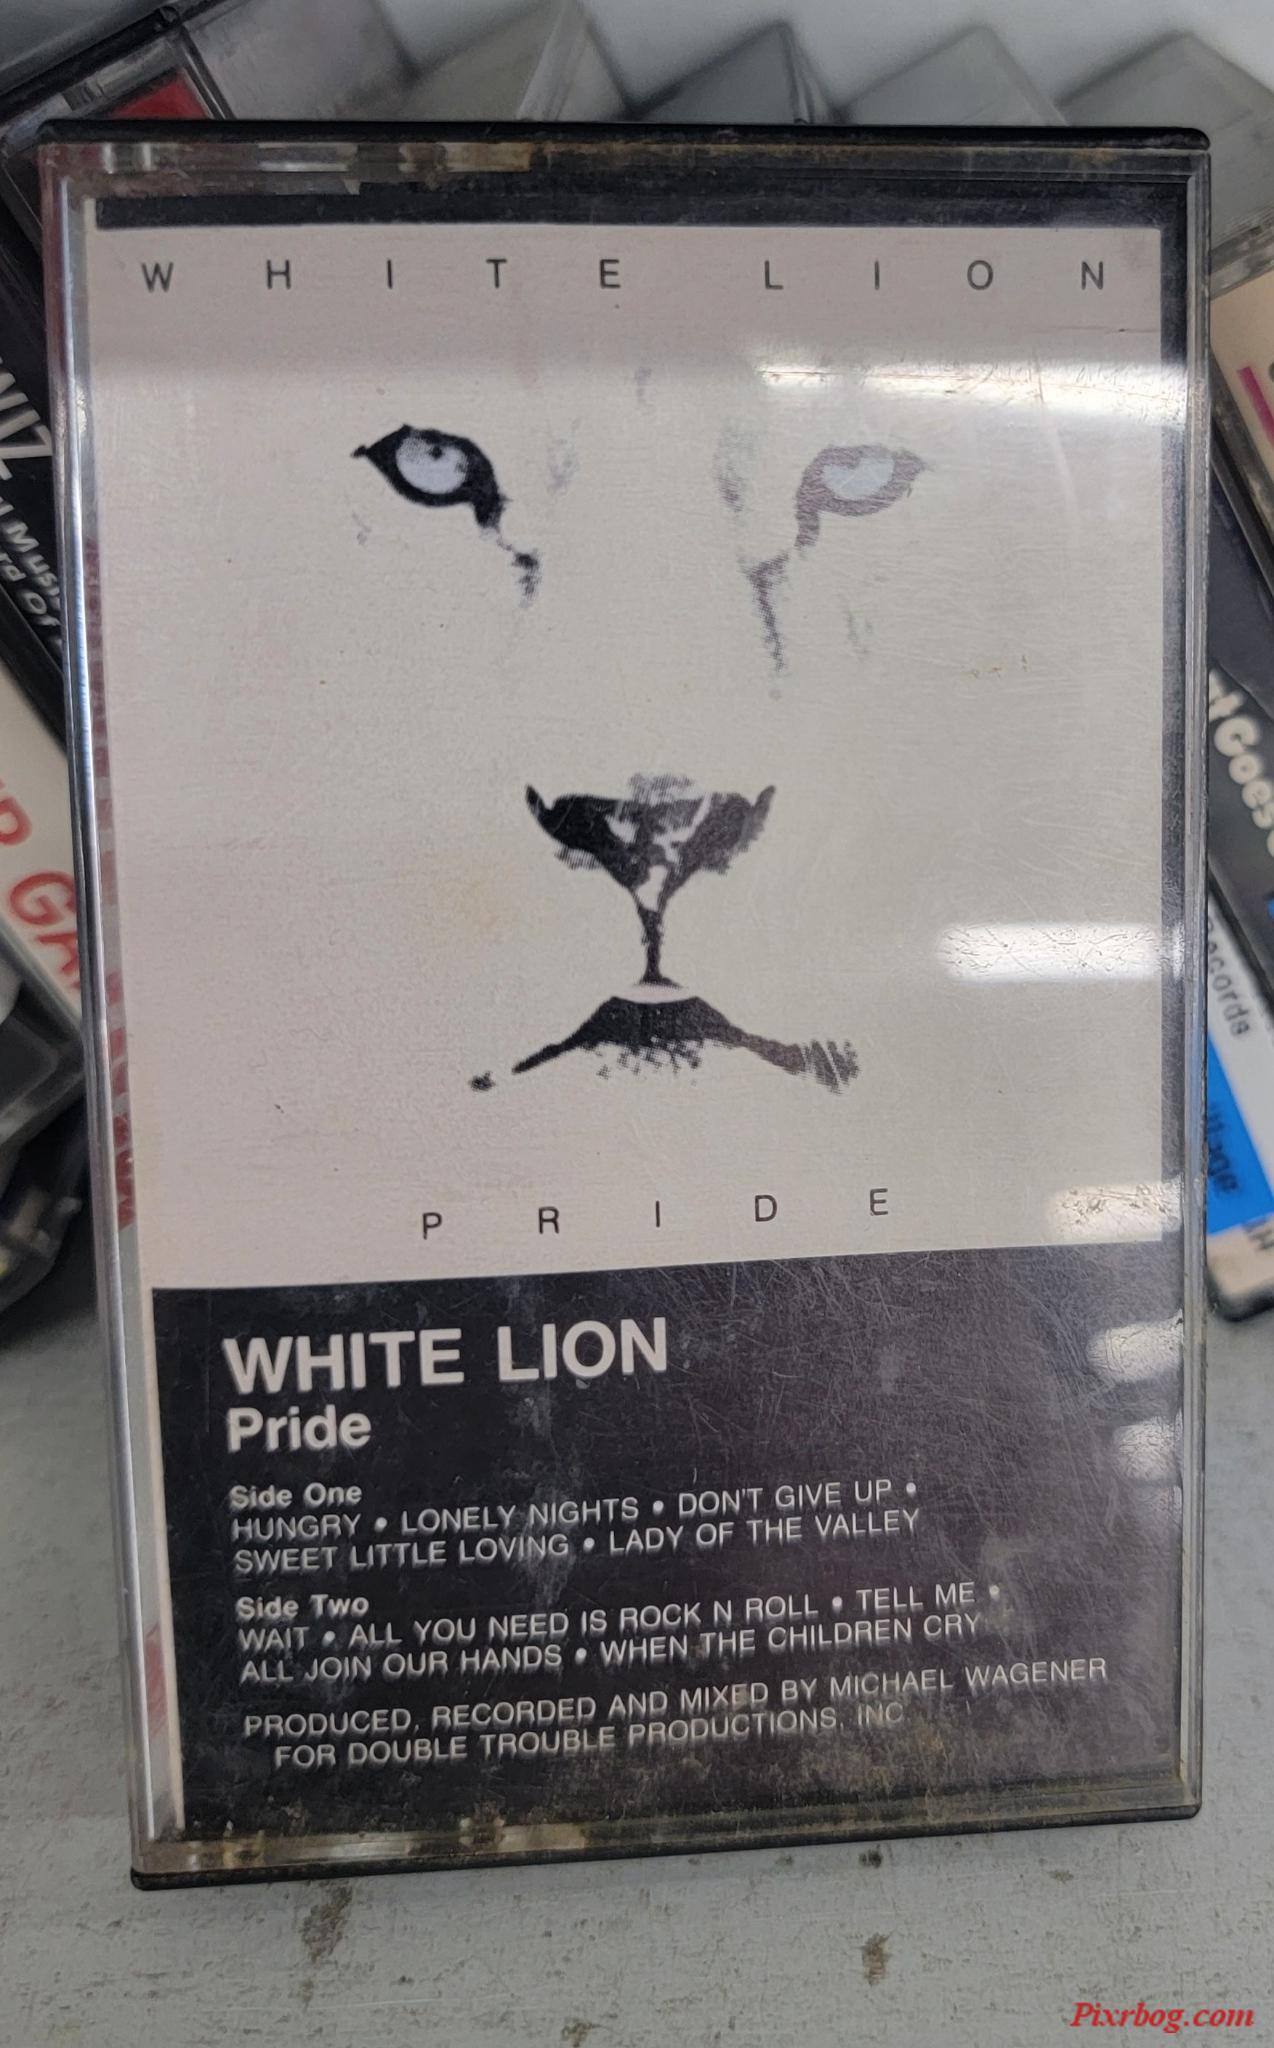 WHITE LION
PRIDE
WHITE LION
Pride
Side One
HUNGRY • LONELY NIGHTS • DON'T GIVE UP •
SWEET LITTLE LOVING • LADY OF THE VALLEY
Side Two
WAIT • ALL YOU NEED IS ROCK N ROLL • TELL ME •
ALL JOIN OUR HANDS • WHEN THE CHILDREN CRY
PRODUCED, RECORDED AND MIXED BY MICHAEL WAGENER
FOR DOUBLE TROUBLE PRODUCTIONS, INC.
Pixrbog.com